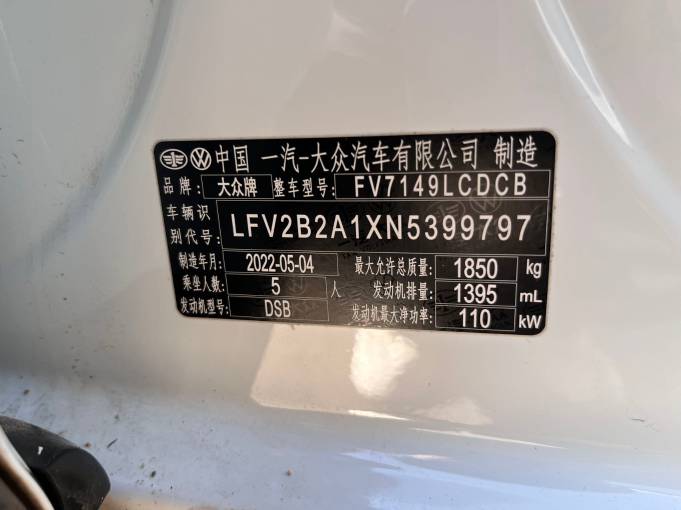 中国 一汽-大众汽车有限公司 制造
品牌: 大众牌 整车型号: FV7149LCDCB
车辆识别代号: LFV2B2A1XN5399797
制造年月: 2022-05-04 最大允许总质量: 1850 kg
乘坐人数: 5 人 发动机排量: 1395 mL
发动机型号: DSB 发动机最大净功率: 110 kW